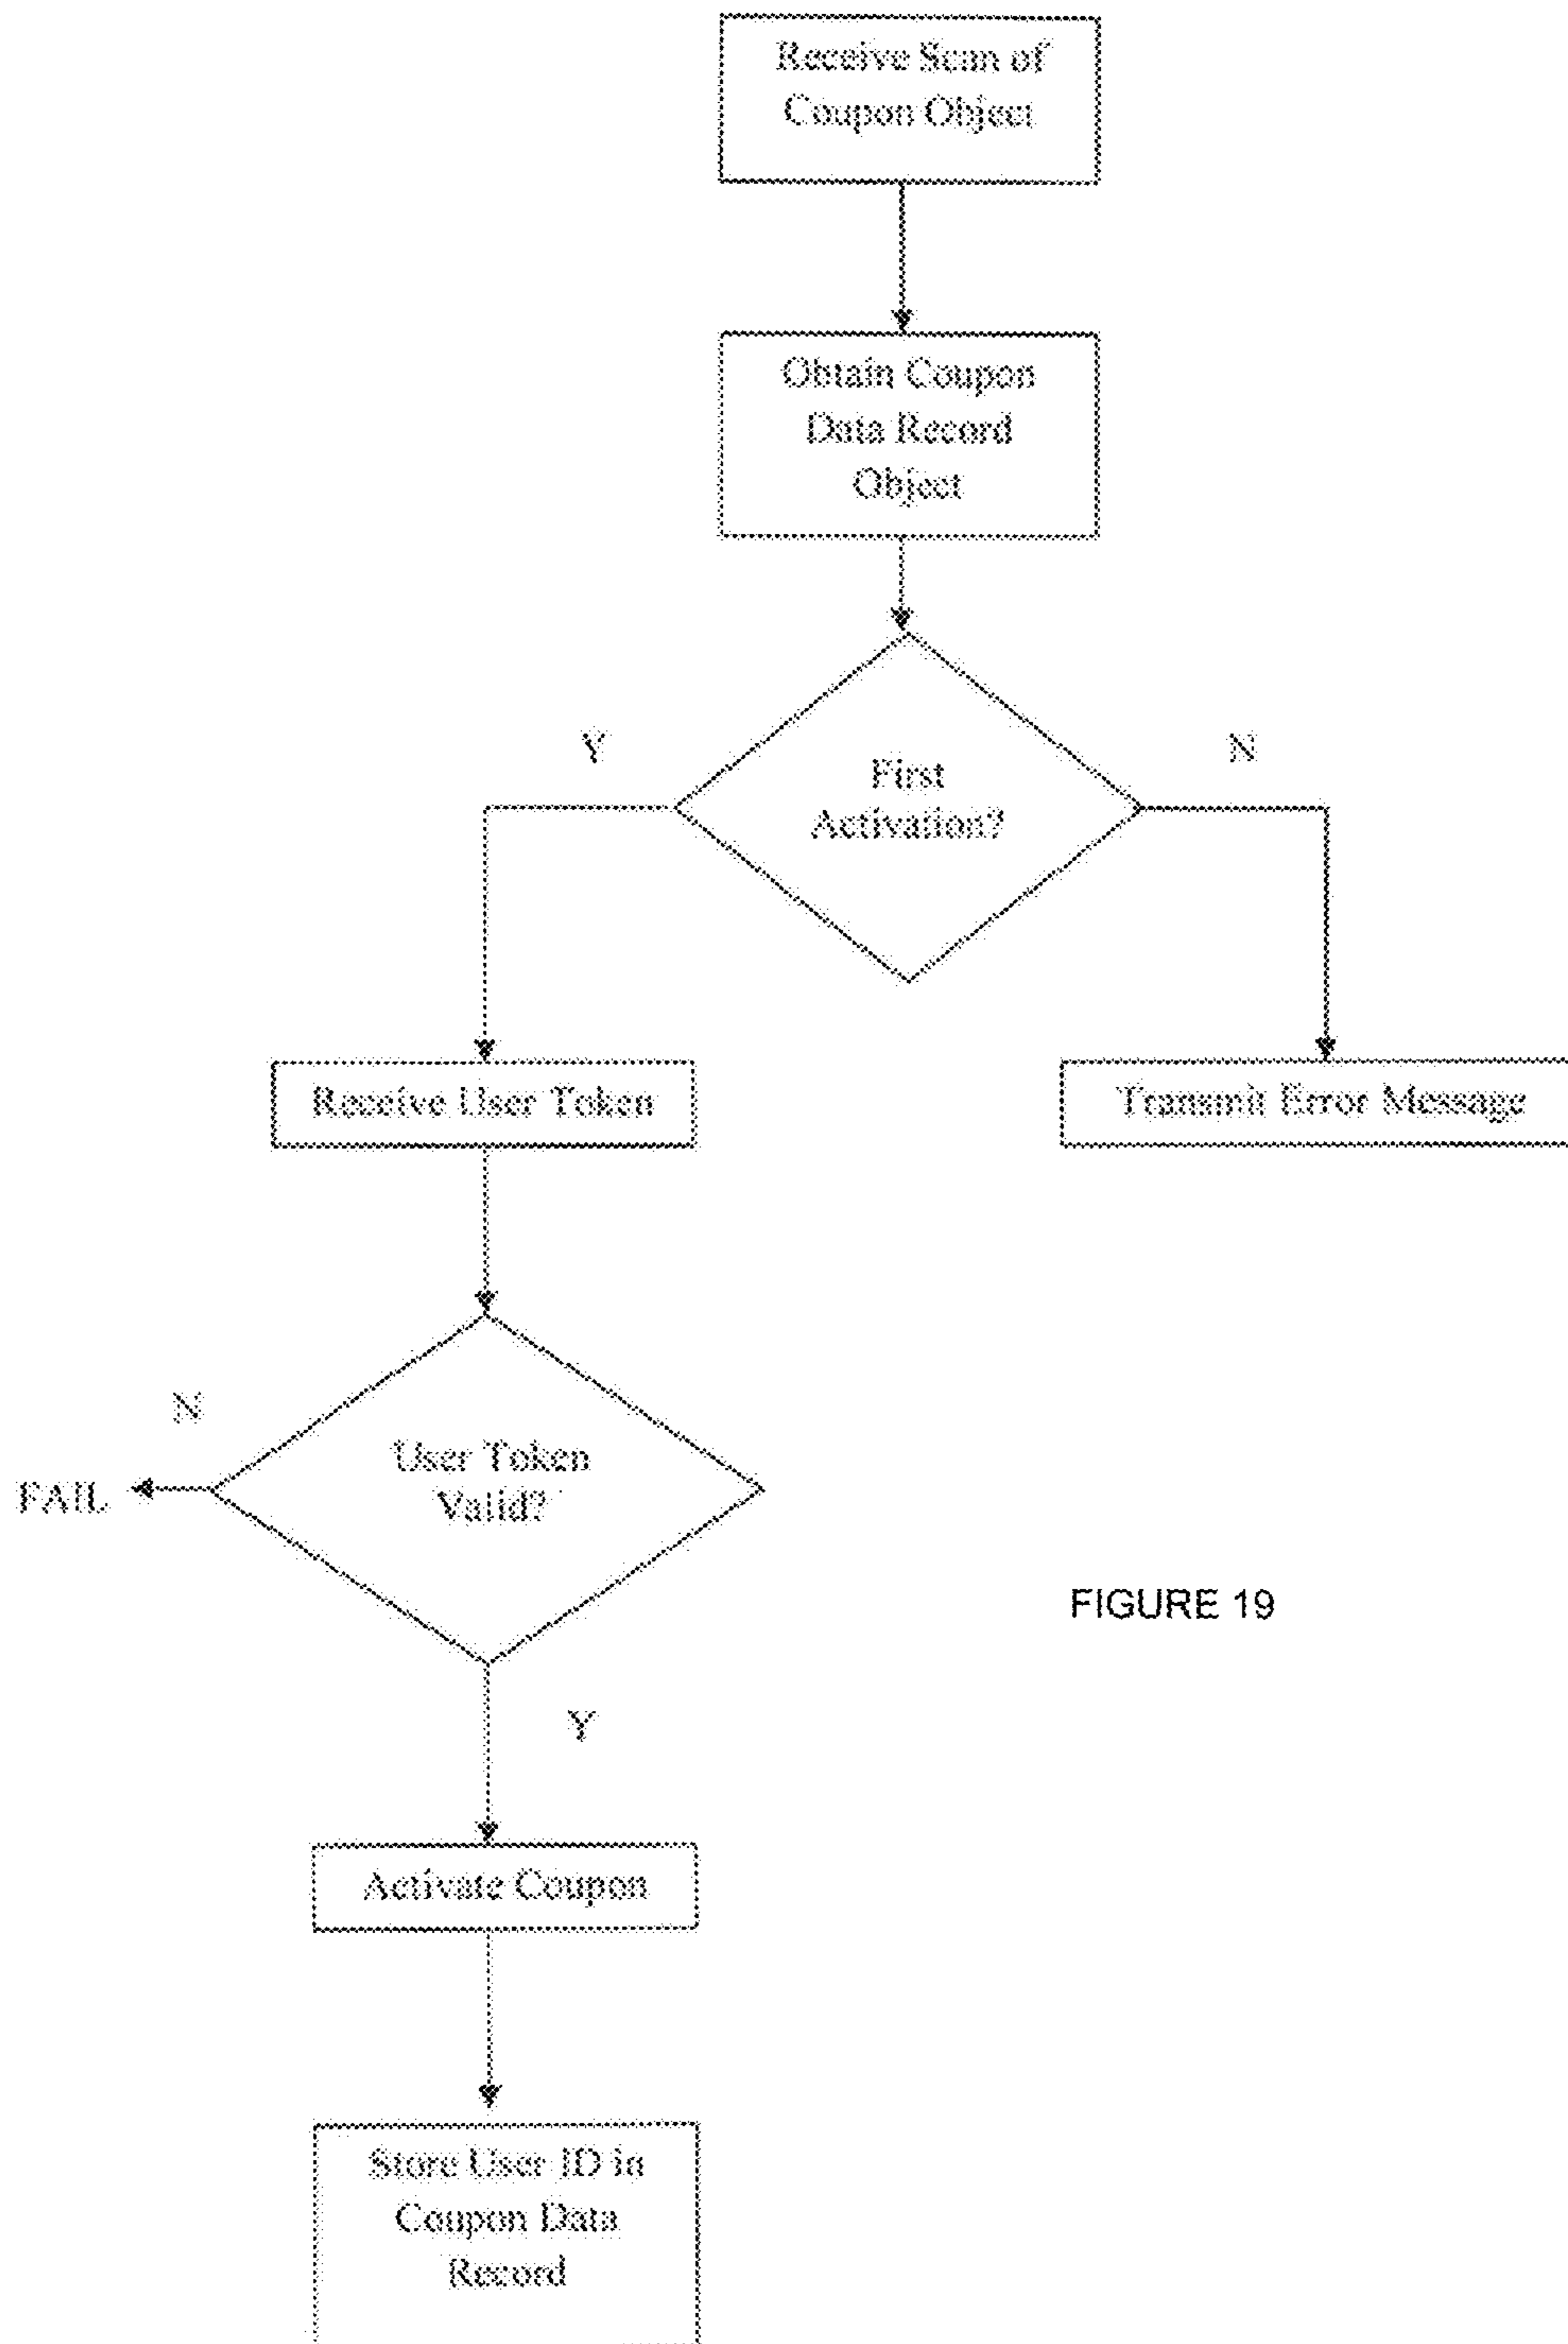 Receive Scan of
Coupon Object
Obtain Coupon
Data Record
Object
First
Activation?
Y
N
Receive User Token
Transmit Error Message
User Token
Valid?
N
FAIL
Y
FIGURE 19
Activate Coupon
Store User ID in
Coupon Data
Record